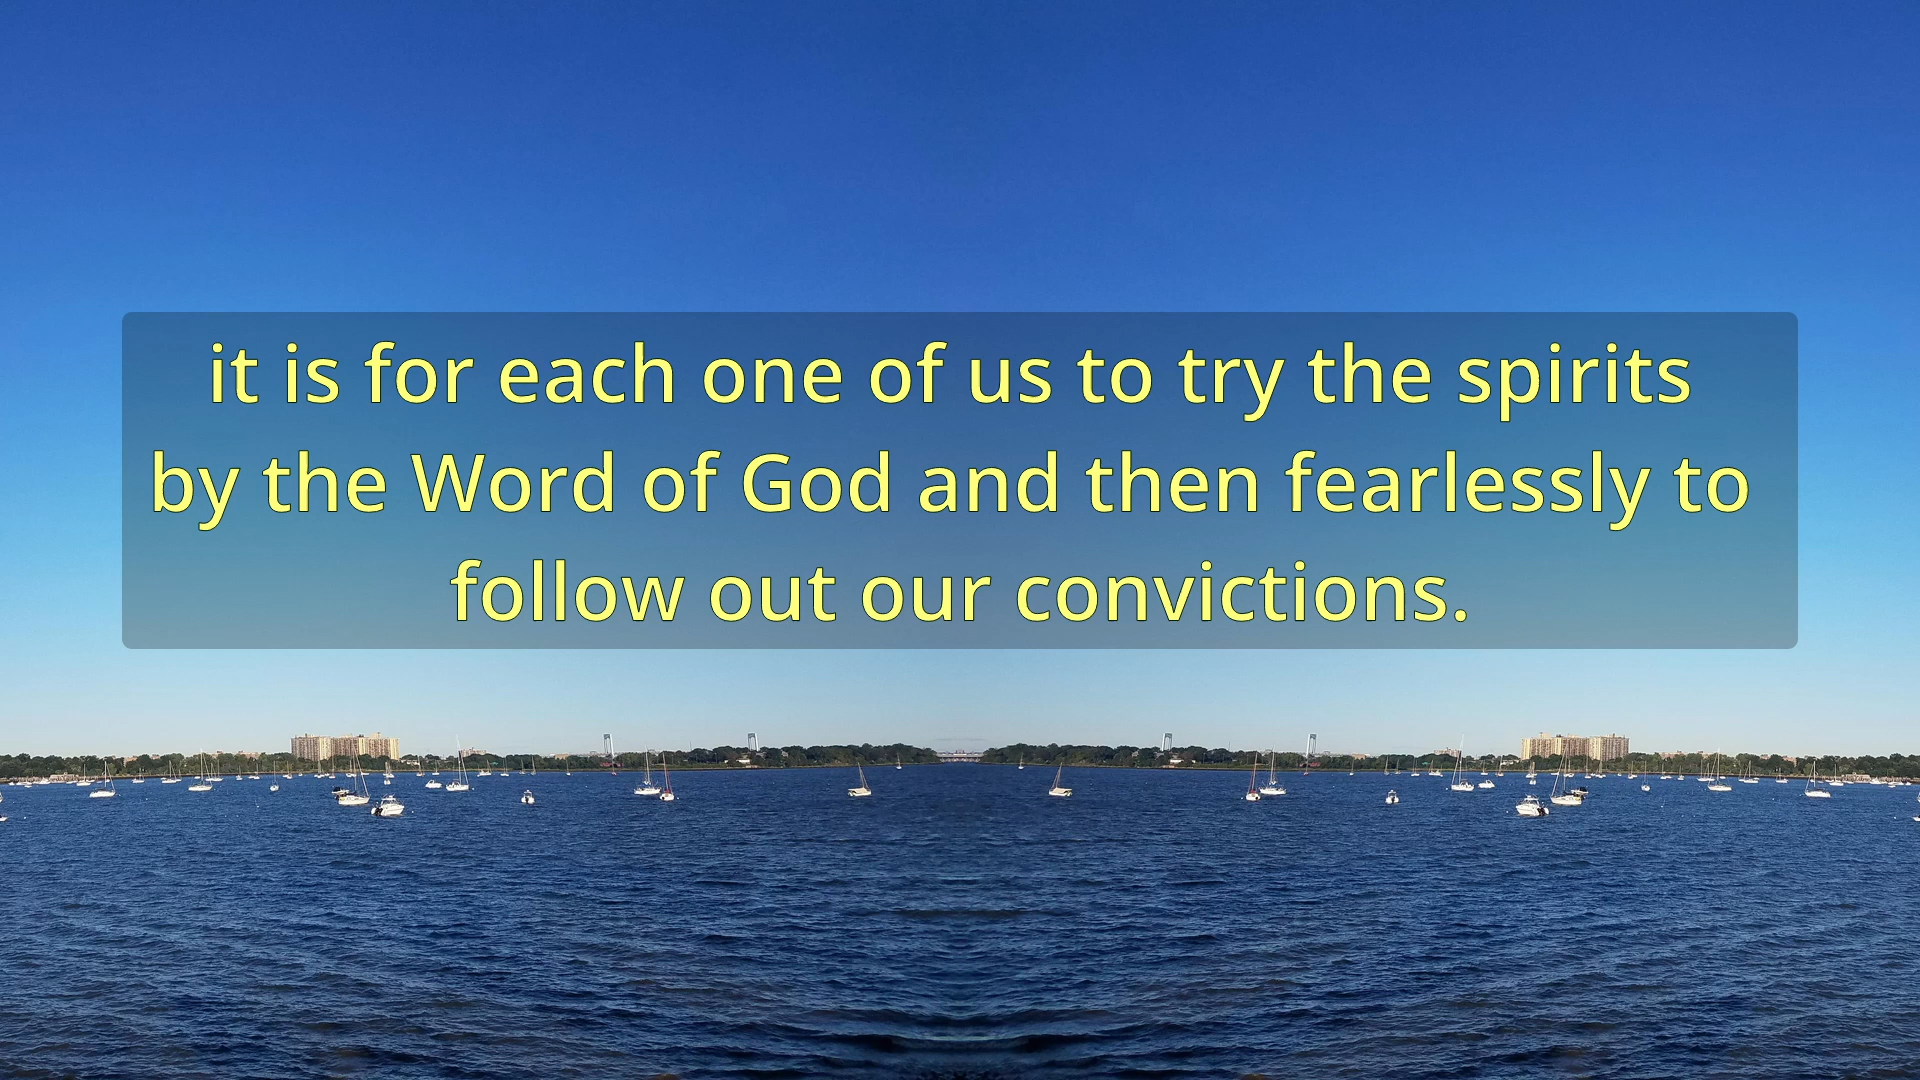 it is for each one of us to try the spirits
by the Word of God and then fearlessly to
follow out our convictions.